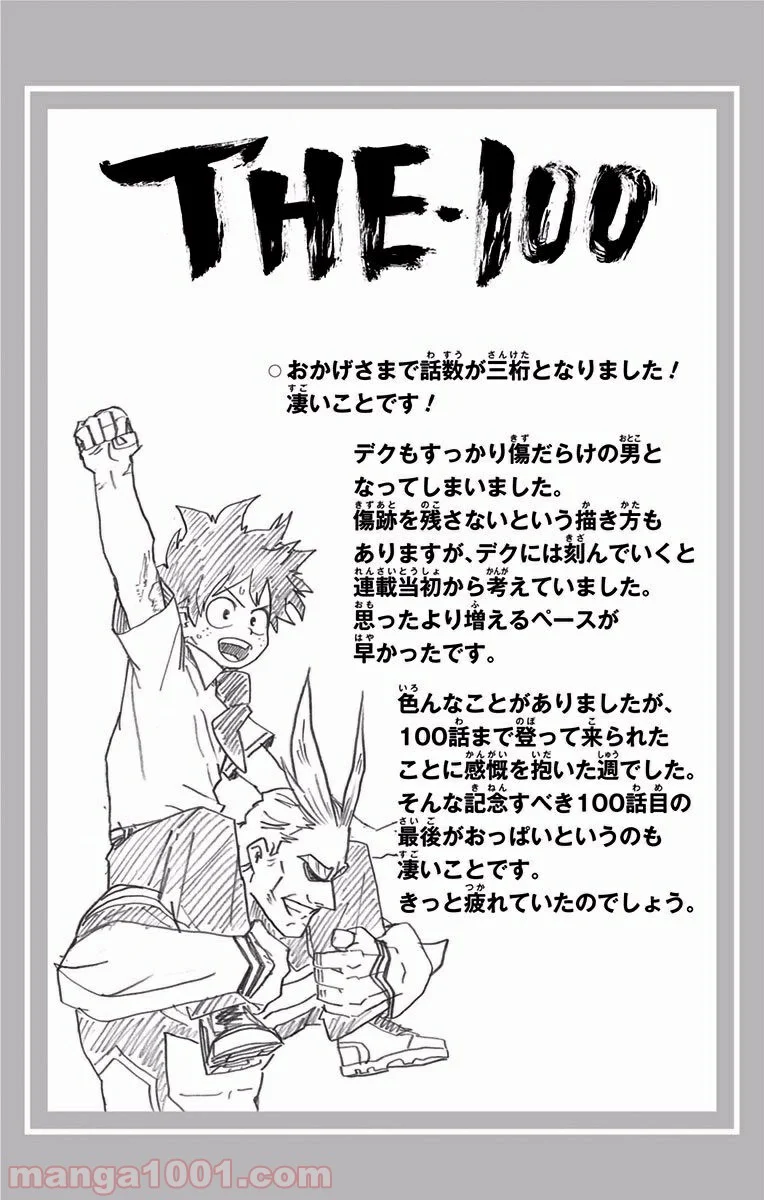 THE・100
○おかげさまで話数が三桁となりました！
凄いことです！
デクもすっかり傷だらけの男と
なってしまいました。
傷跡を残さないという描き方も
ありますが、デクには刻んでいくと
連載当初から考えていました。
思ったより増えるペースが
早かったです。
色んなことがありましたが、
100話まで登って来られた
ことに感慨を抱いた週でした。
そんな記念すべき100話目の
最後がおっぱいというのも
凄いことです。
きっと疲れていたのでしょう。
manga1001.com